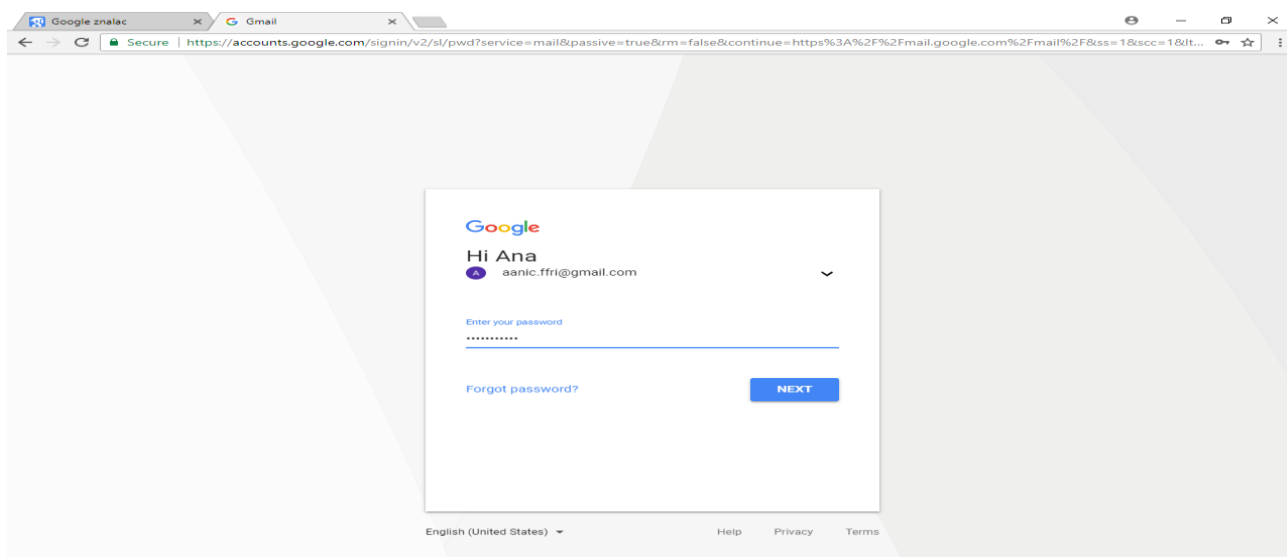 Google znalac
Gmail
Secure | https://accounts.google.com/signin/v2/sl/pwd?service=mail&passive=true&rm=false&continue=https%3A%2F%2Fmail.google.com%2Fmail%2F&ss=1&scc=1&lt...
Google
Hi Ana
A aanic.ffri@gmail.com
Enter your password
•••••••••••
Forgot password? NEXT
English (United States) Help Privacy Terms